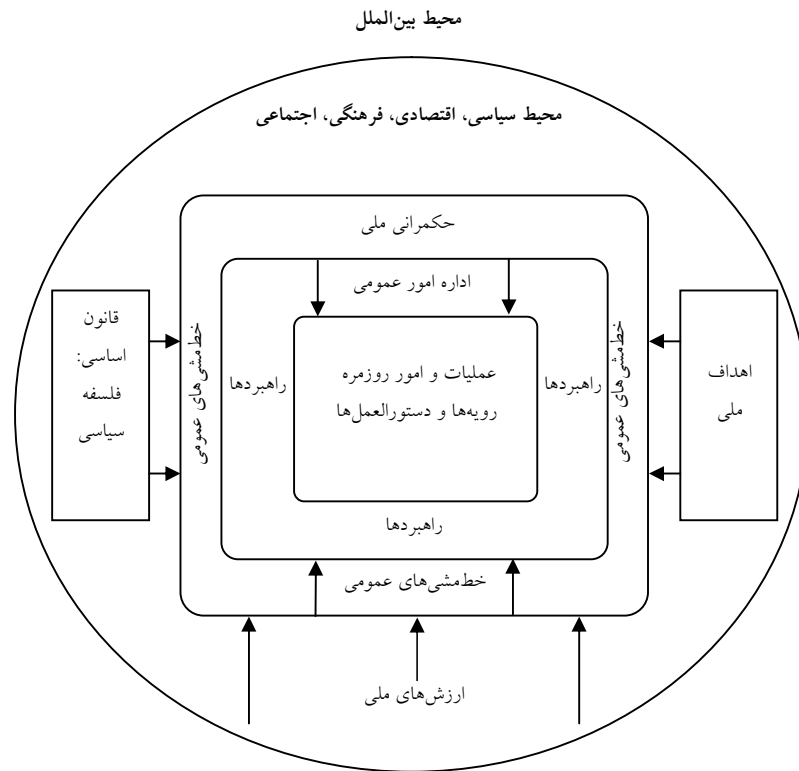 محیط بین‌الملل
محیط سیاسی، اقتصادی، فرهنگی، اجتماعی
حکمرانی ملی
اداره امور عمومی
اهداف
ملی
خط‌مشی‌های عمومی
راهبردها
عملیات و امور روزمره
رویه‌ها و دستورالعمل‌ها
راهبردها
خط‌مشی‌های عمومی
قانون
اساسی:
فلسفه
سیاسی
راهبردها
خط‌مشی‌های عمومی
ارزش‌های ملی